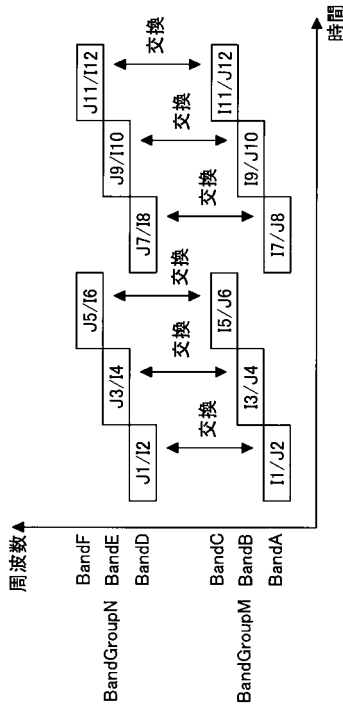 周波数
BandGroupN
BandF
BandE
BandD
J1/I2
J3/I4
J5/I6
J7/I8
J9/I10
J11/I12
交換
交換
交換
交換
交換
交換
BandGroupM
BandC
BandB
BandA
I1/J2
I3/J4
I5/J6
I7/J8
I9/J10
I11/J12
時間